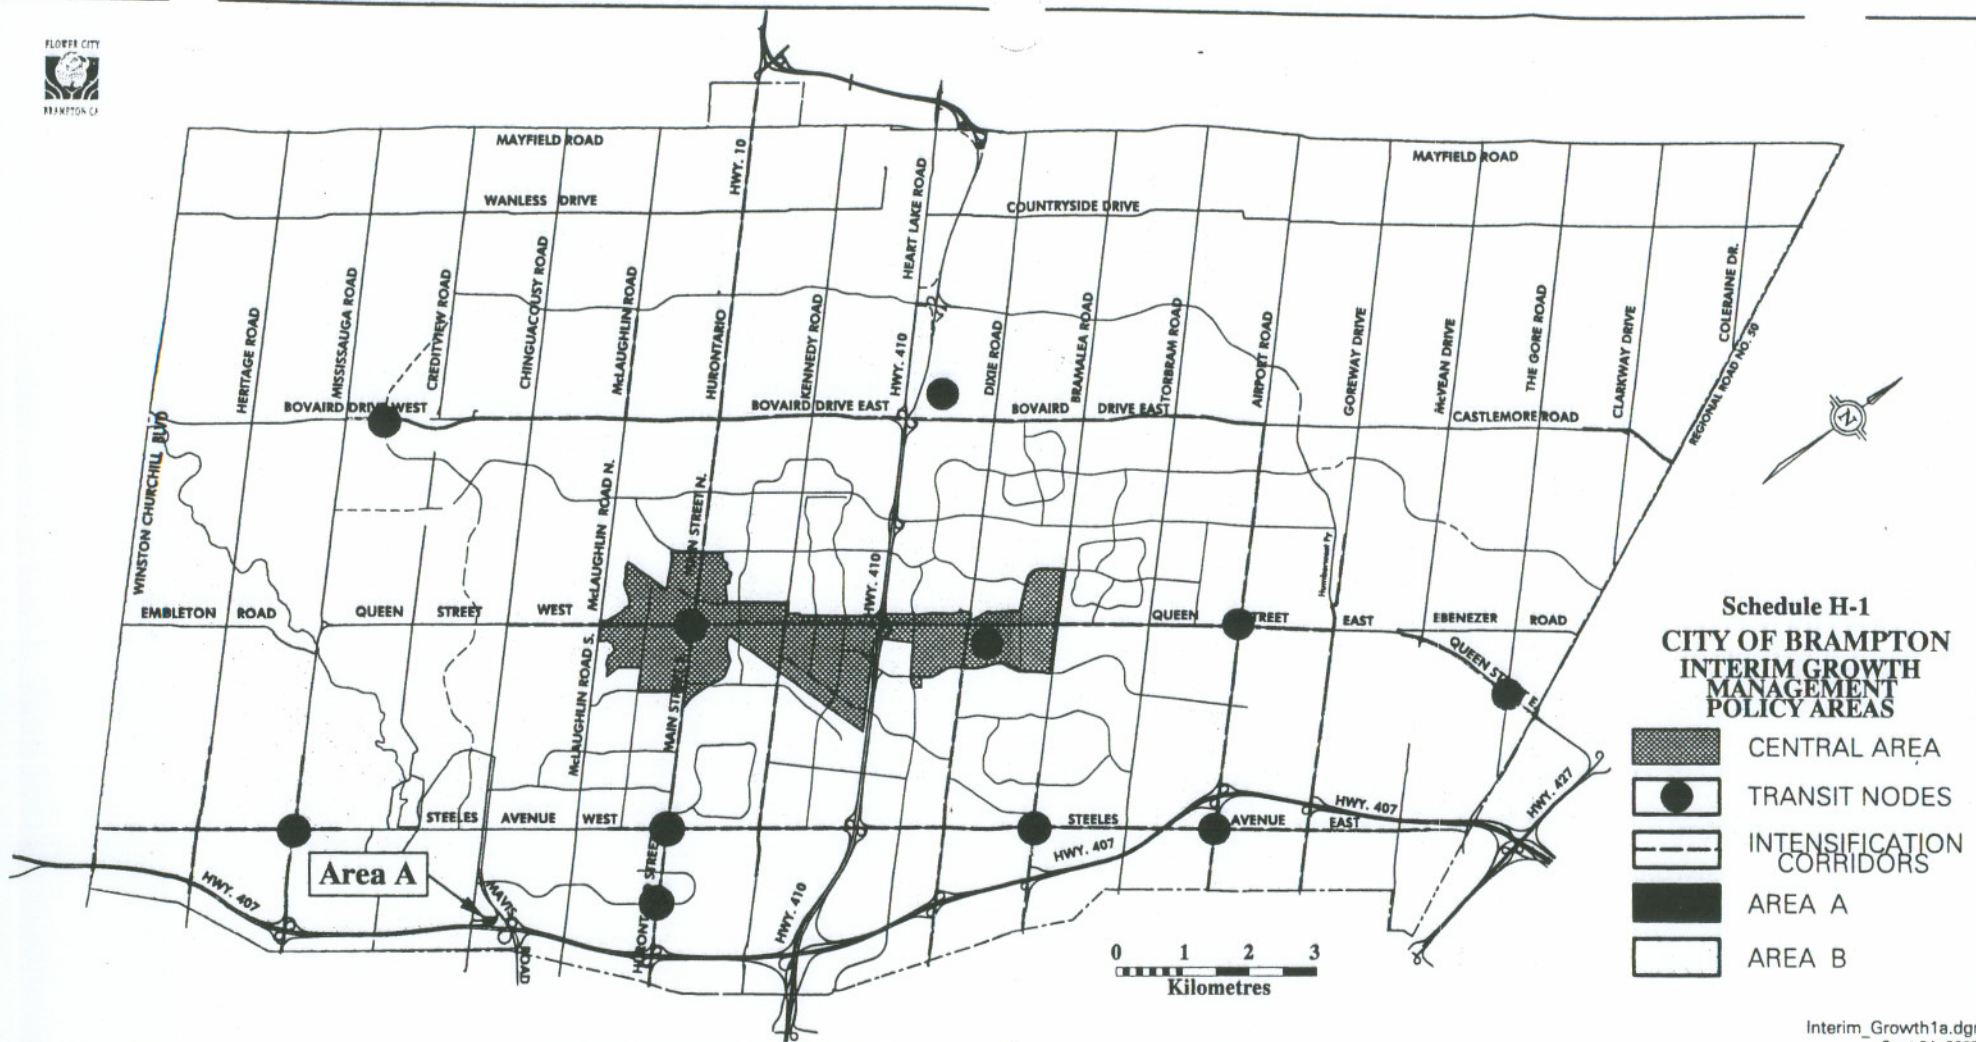 FLOWER CITY
BRAMPTON CA
MAYFIELD ROAD
MAYFIELD ROAD
HWY. 10
WANLESS DRIVE
COUNTRYSIDE DRIVE
HEART LAKE ROAD
HERITAGE ROAD
MISSISSAUGA ROAD
CREDITVIEW ROAD
CHINGUACOUSY ROAD
McLAUGHLIN ROAD
HURONTARIO
KENNEDY ROAD
HWY. 410
DIXIE ROAD
BRAMALEA ROAD
TORBRAM ROAD
AIRPORT ROAD
GOREWAY DRIVE
McVEAN DRIVE
THE GORE ROAD
CLARKWAY DRIVE
COLERAINE DR.
REGIONAL ROAD NO. 50
BOVAIRD DRIVE WEST
BOVAIRD DRIVE EAST
BOVAIRD DRIVE EAST
CASTLEMORE ROAD
N
WINSTON CHURCHILL BLVD
McLAUGHLIN ROAD N.
MAIN STREET N.
HWY. 410
Humberwest Py
EMBLETON ROAD
QUEEN STREET WEST
QUEEN STREET EAST
EBENEZER ROAD
QUEEN ST. E.
McLAUGHLIN ROAD S.
MAIN STREET S.
STEELES AVENUE WEST
STEELES AVENUE EAST
HWY. 407
HWY. 407
HWY. 407
HWY. 427
HWY. 410
MAVIS ROAD
HURONTARIO STREET
Area A
0 1 2 3
Kilometres
Schedule H-1
CITY OF BRAMPTON
INTERIM GROWTH
MANAGEMENT
POLICY AREAS
CENTRAL AREA
TRANSIT NODES
INTENSIFICATION
CORRIDORS
AREA A
AREA B
Interim_Growth1a.dgn